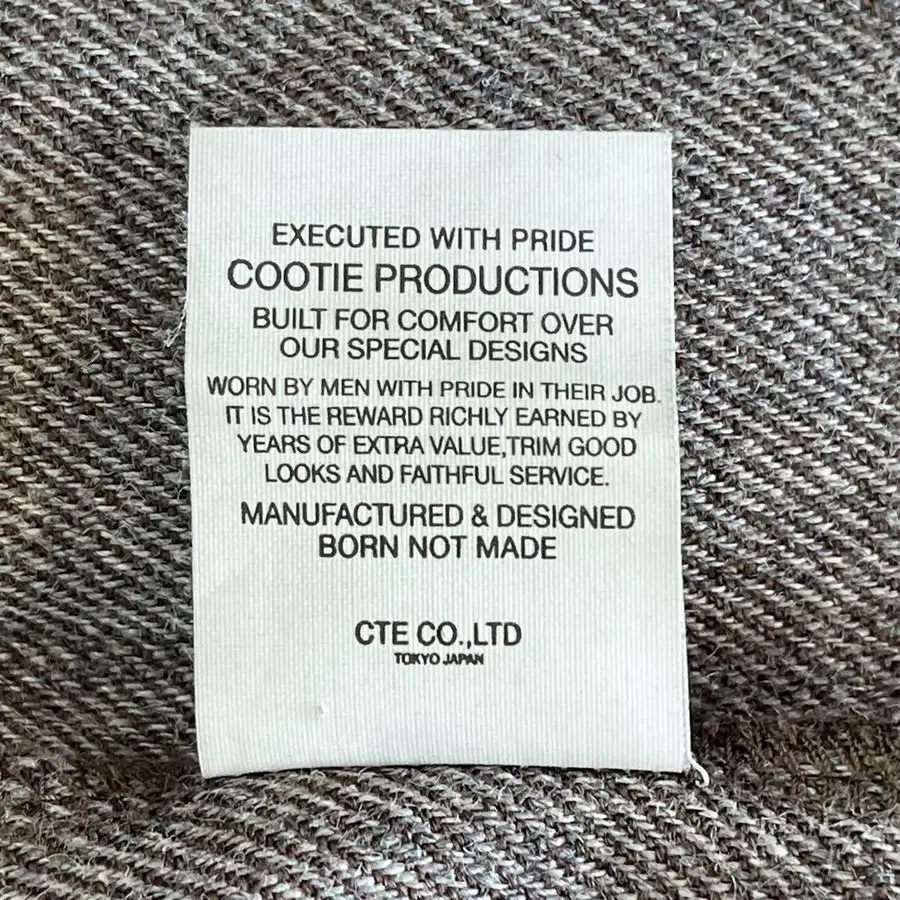 EXECUTED WITH PRIDE
COOTIE PRODUCTIONS
BUILT FOR COMFORT OVER
OUR SPECIAL DESIGNS
WORN BY MEN WITH PRIDE IN THEIR JOB.
IT IS THE REWARD RICHLY EARNED BY
YEARS OF EXTRA VALUE,TRIM GOOD
LOOKS AND FAITHFUL SERVICE.
MANUFACTURED & DESIGNED
BORN NOT MADE
CTE CO.,LTD
TOKYO JAPAN